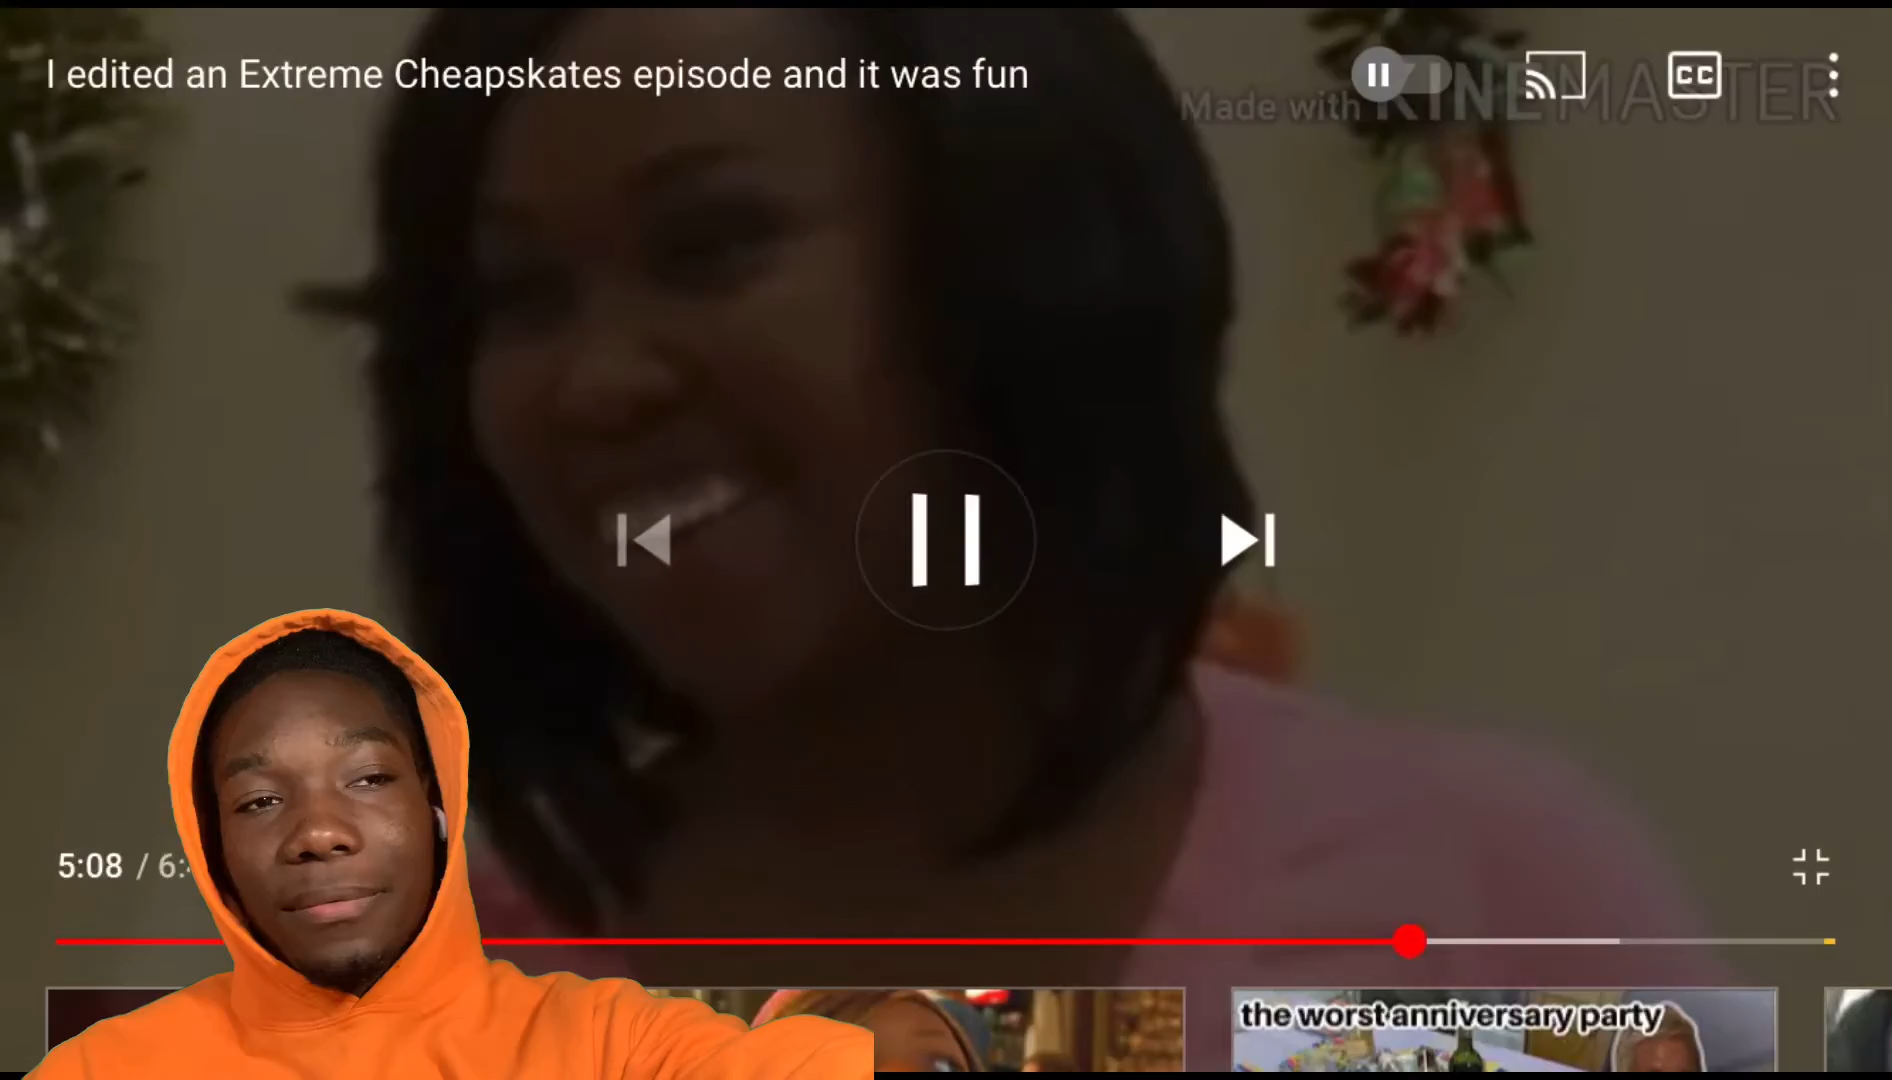 I edited an Extreme Cheapskates episode and it was fun
CC
Made with KINEMASTER
5:08 / 6:
the worst anniversary party